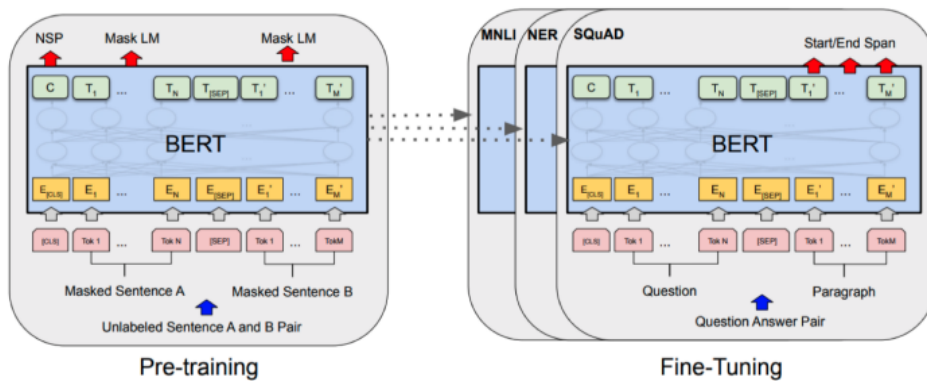 NSP Mask LM Mask LM
C T1 ... TN T[SEP] T1' ... TM'
BERT
E[CLS] E1 ... EN E[SEP] E1' ... EM'
[CLS] Tok 1 ... Tok N [SEP] Tok 1 ... TokM
Masked Sentence A Masked Sentence B
Unlabeled Sentence A and B Pair
Pre-training
MNLI NER SQuAD
Start/End Span
C T1 ... TN T[SEP] T1' ... TM'
BERT
E[CLS] E1 ... EN E[SEP] E1' ... EM'
[CLS] Tok 1 ... Tok N [SEP] Tok 1 ... TokM
Question Paragraph
Question Answer Pair
Fine-Tuning